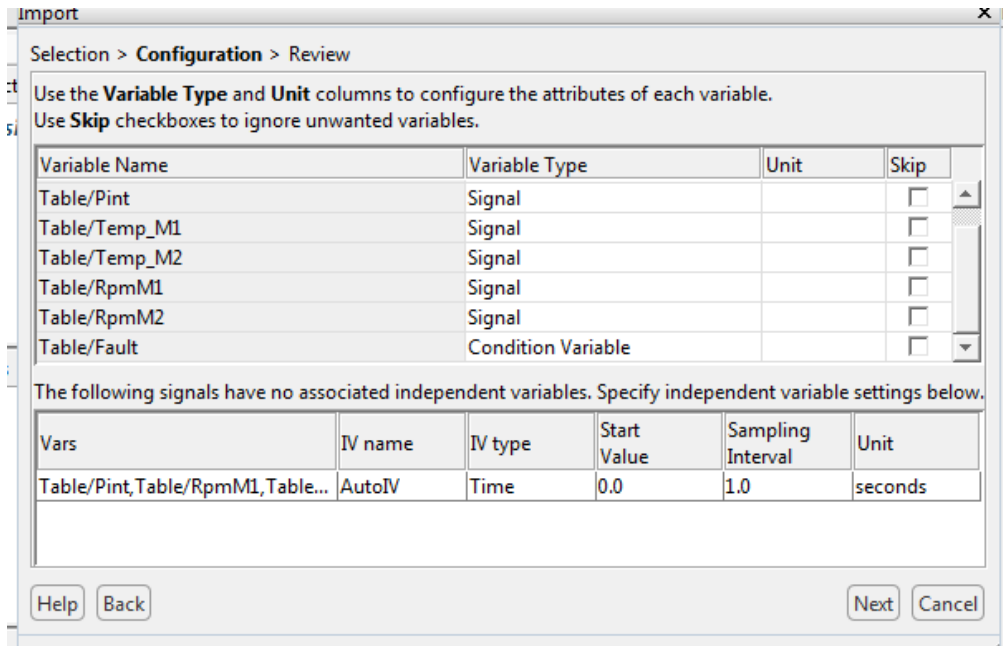 Import X
Selection > Configuration > Review
Use the Variable Type and Unit columns to configure the attributes of each variable.
Use Skip checkboxes to ignore unwanted variables.
Variable Name Variable Type Unit Skip
Table/Pint Signal
Table/Temp_M1 Signal
Table/Temp_M2 Signal
Table/RpmM1 Signal
Table/RpmM2 Signal
Table/Fault Condition Variable
The following signals have no associated independent variables. Specify independent variable settings below.
Vars IV name IV type Start Value Sampling Interval Unit
Table/Pint,Table/RpmM1,Table... AutoIV Time 0.0 1.0 seconds
Help Back Next Cancel